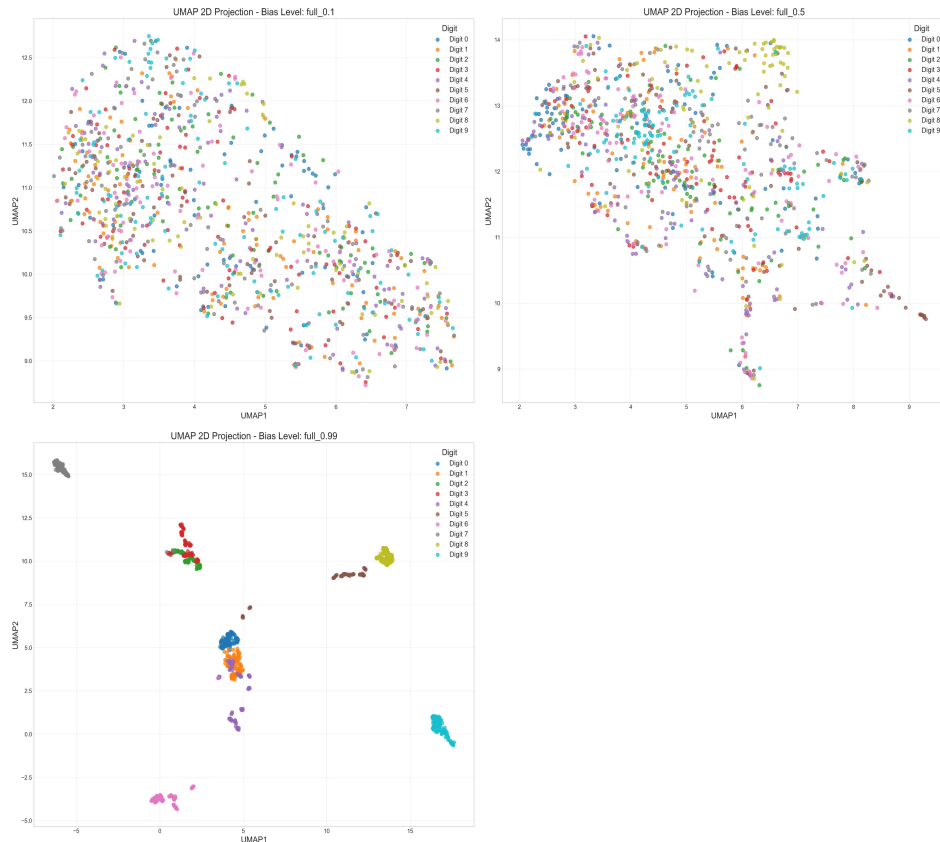 UMAP 2D Projection - Bias Level: full_0.1
UMAP2
12.5
12.0
11.5
11.0
10.5
10.0
9.5
9.0
2 3 4 5 6 7
UMAP1
Digit
Digit 0
Digit 1
Digit 2
Digit 3
Digit 4
Digit 5
Digit 6
Digit 7
Digit 8
Digit 9
UMAP 2D Projection - Bias Level: full_0.5
UMAP2
14
13
12
11
10
9
2 3 4 5 6 7 8 9
UMAP1
Digit
Digit 0
Digit 1
Digit 2
Digit 3
Digit 4
Digit 5
Digit 6
Digit 7
Digit 8
Digit 9
UMAP 2D Projection - Bias Level: full_0.99
UMAP2
15.0
12.5
10.0
7.5
5.0
2.5
0.0
−2.5
−5.0
−5 0 5 10 15
UMAP1
Digit
Digit 0
Digit 1
Digit 2
Digit 3
Digit 4
Digit 5
Digit 6
Digit 7
Digit 8
Digit 9